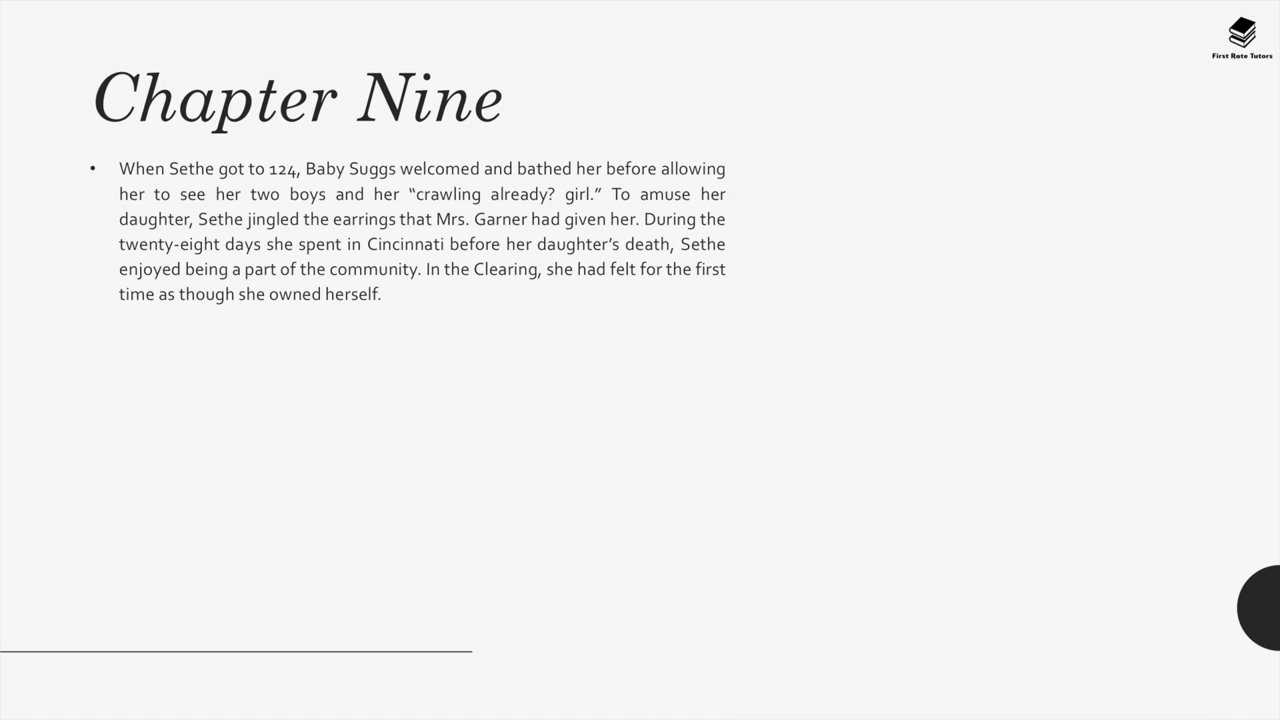 First Rate Tutors
Chapter Nine
• When Sethe got to 124, Baby Suggs welcomed and bathed her before allowing
her to see her two boys and her “crawling already? girl.” To amuse her
daughter, Sethe jingled the earrings that Mrs. Garner had given her. During the
twenty-eight days she spent in Cincinnati before her daughter’s death, Sethe
enjoyed being a part of the community. In the Clearing, she had felt for the first
time as though she owned herself.